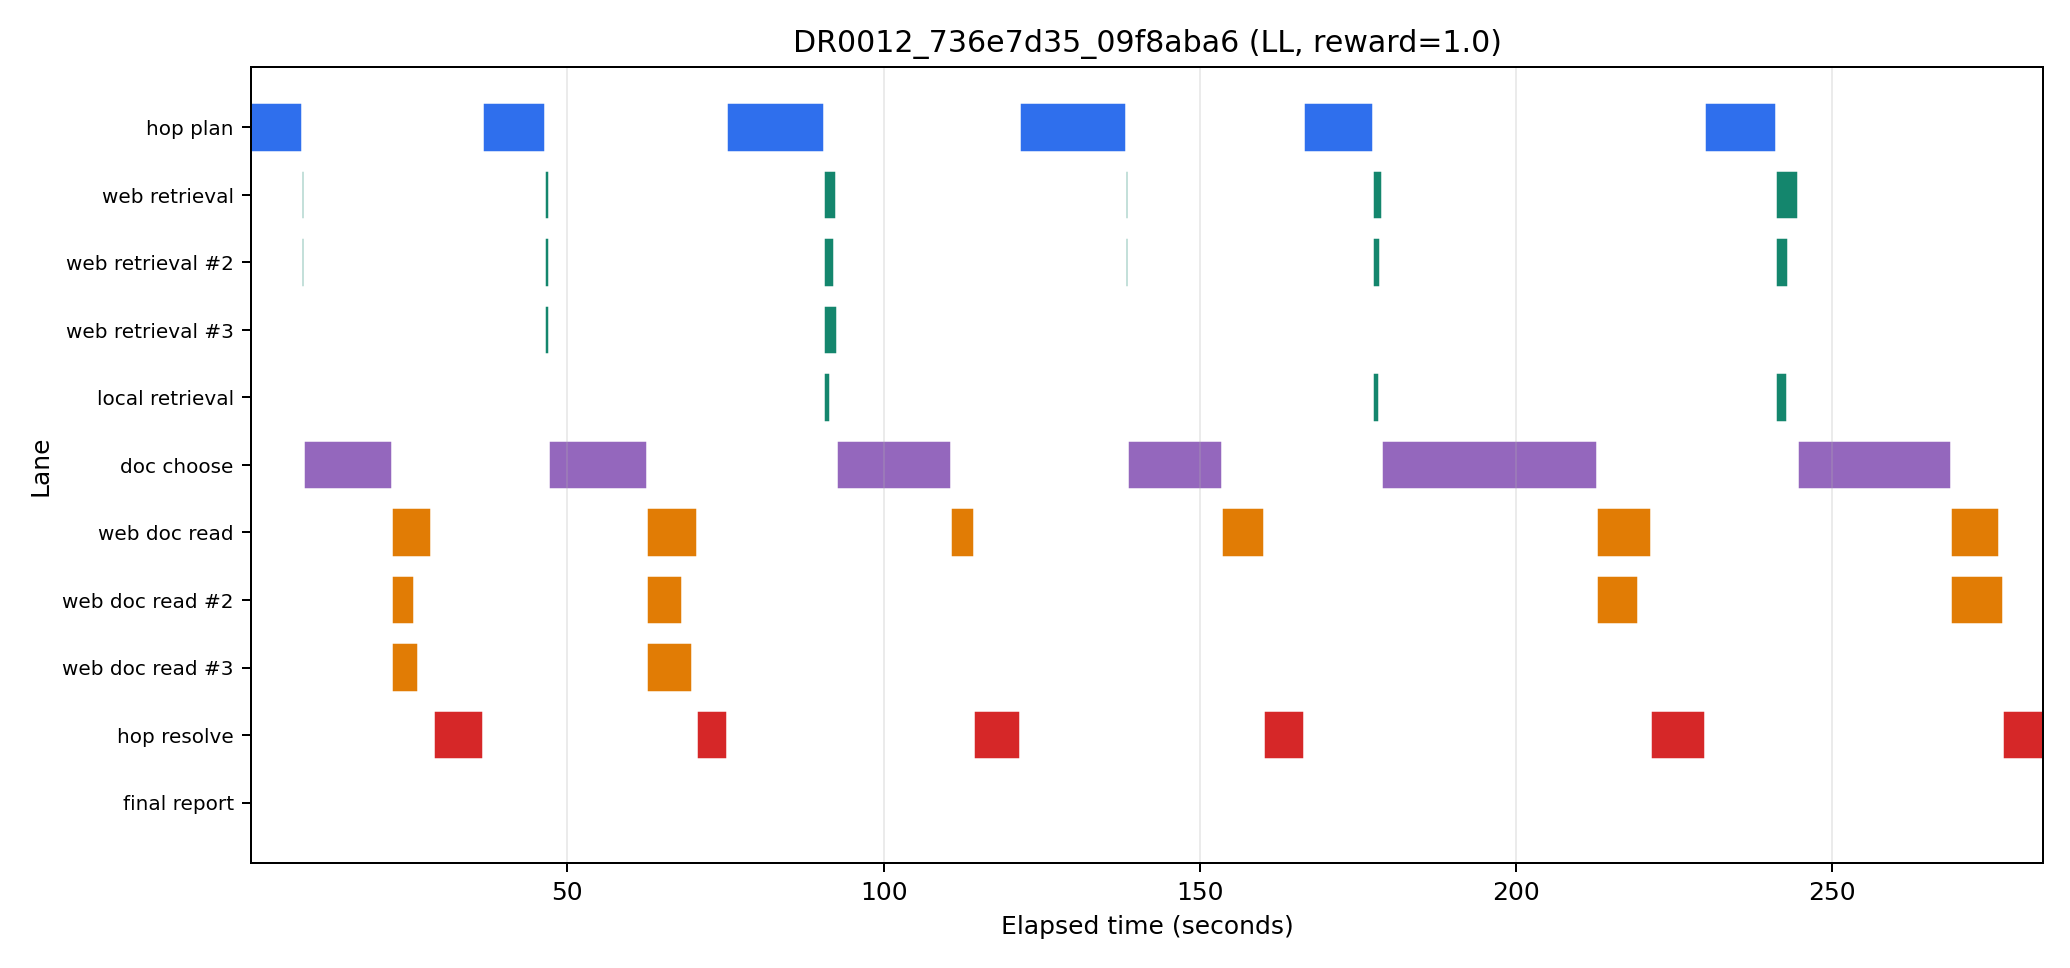 DR0012_736e7d35_09f8aba6 (LL, reward=1.0)
hop plan
web retrieval
web retrieval #2
web retrieval #3
local retrieval
doc choose
web doc read
web doc read #2
web doc read #3
hop resolve
final report
Lane
50 100 150 200 250
Elapsed time (seconds)